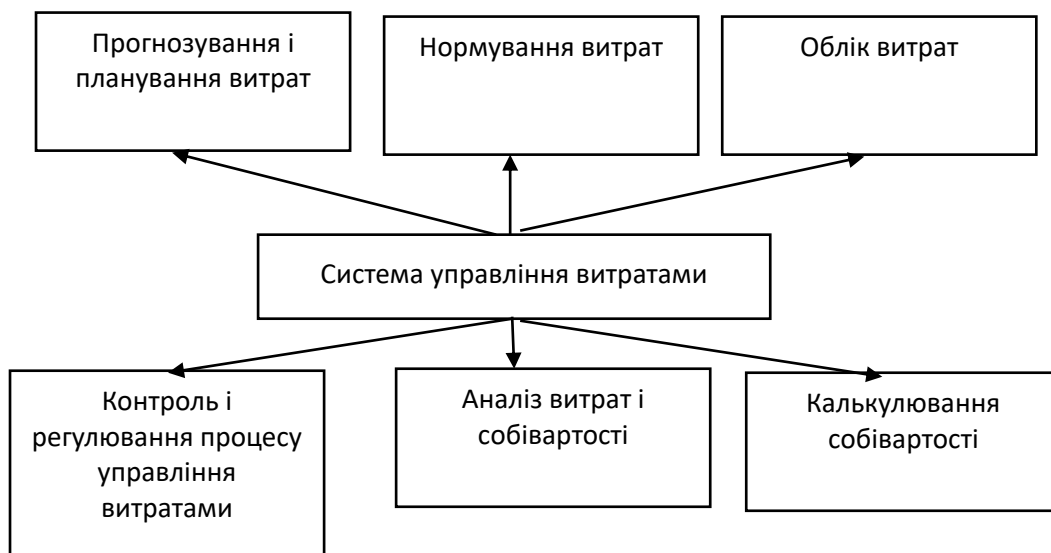 Прогнозування і
планування витрат
Нормування витрат
Облік витрат
Система управління витратами
Контроль і
регулювання процесу
управління
витратами
Аналіз витрат і
собівартості
Калькулювання
собівартості